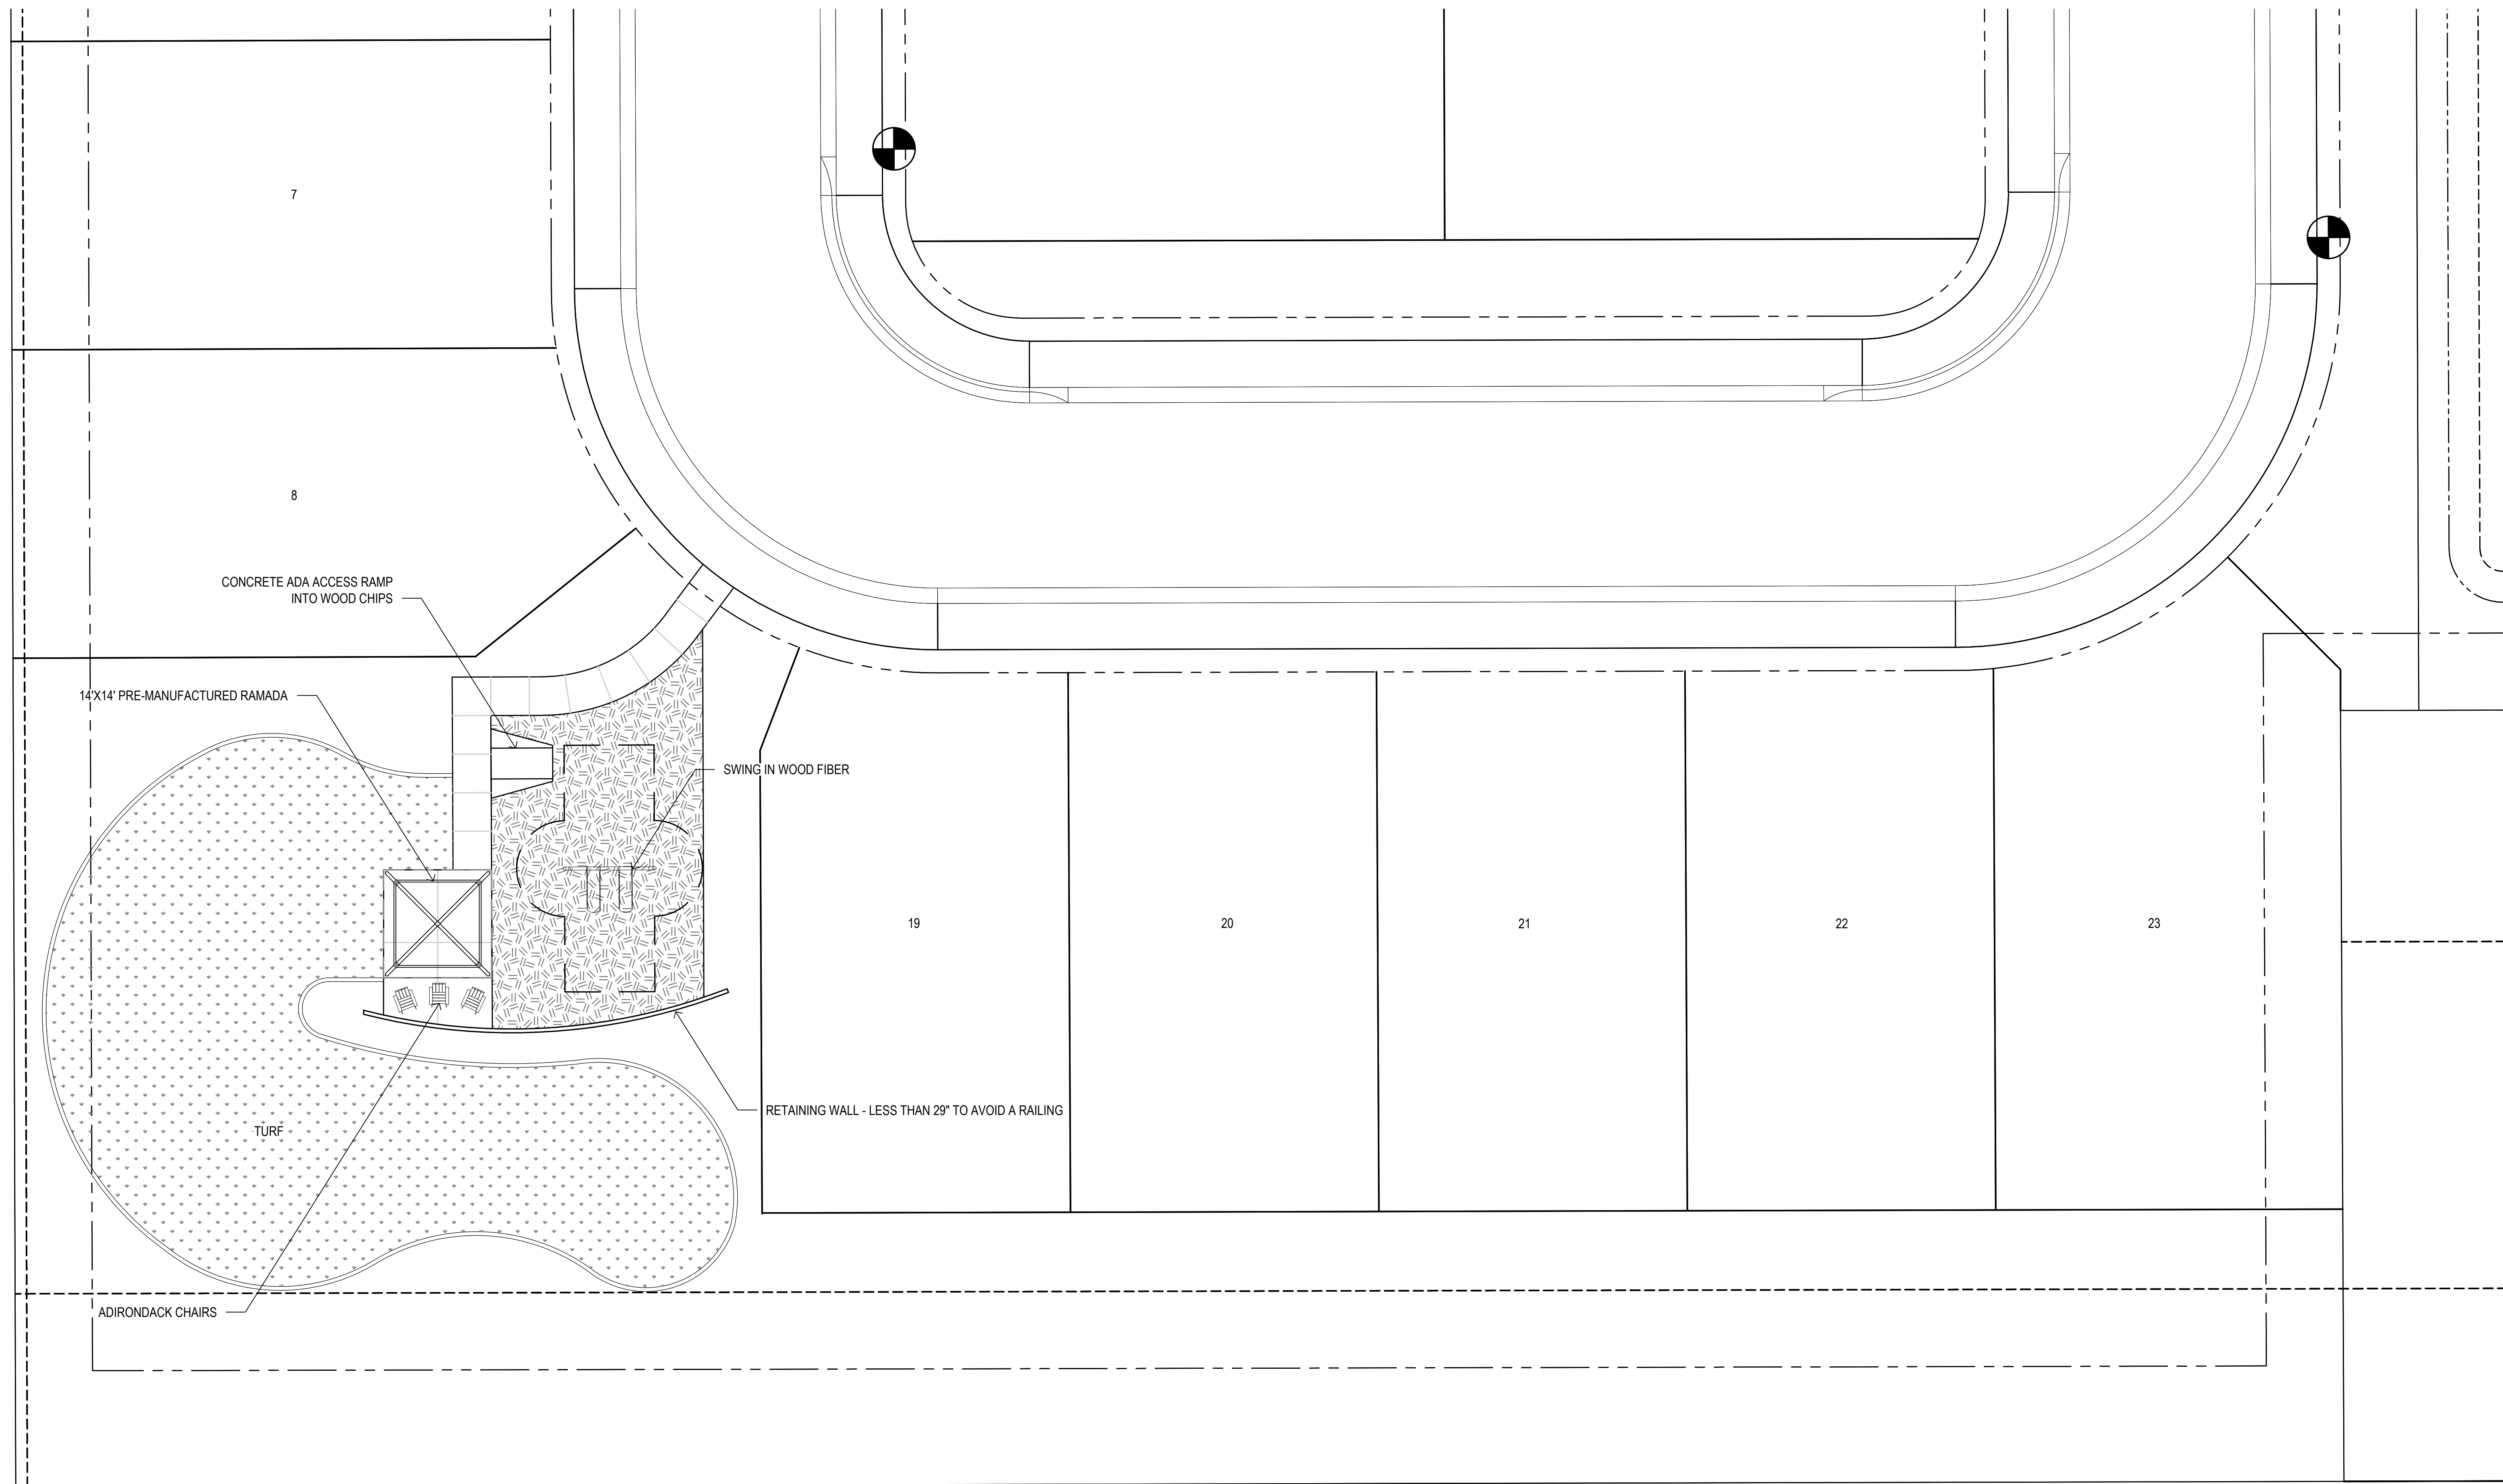 7
8
CONCRETE ADA ACCESS RAMP
INTO WOOD CHIPS
14'X14' PRE-MANUFACTURED RAMADA
SWING IN WOOD FIBER
19
20
21
22
23
RETAINING WALL - LESS THAN 29" TO AVOID A RAILING
TURF
ADIRONDACK CHAIRS